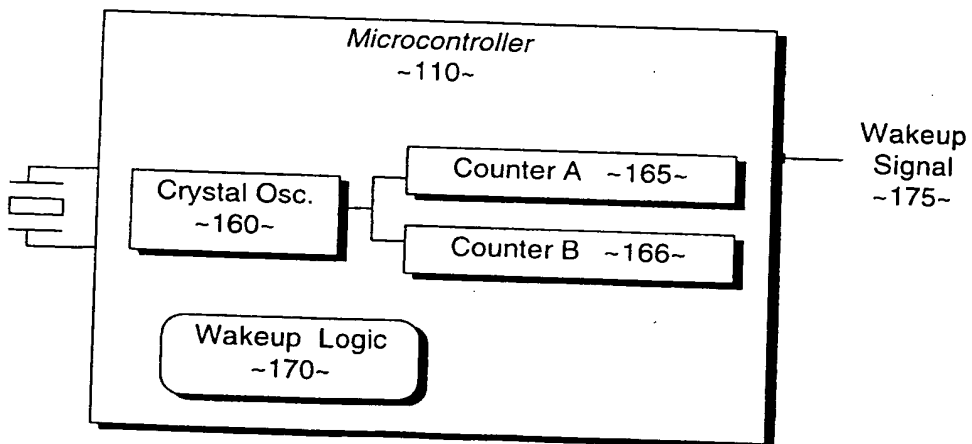 Microcontroller
~110~
Crystal Osc.
~160~
Counter A ~165~
Counter B ~166~
Wakeup Logic
~170~
Wakeup
Signal
~175~